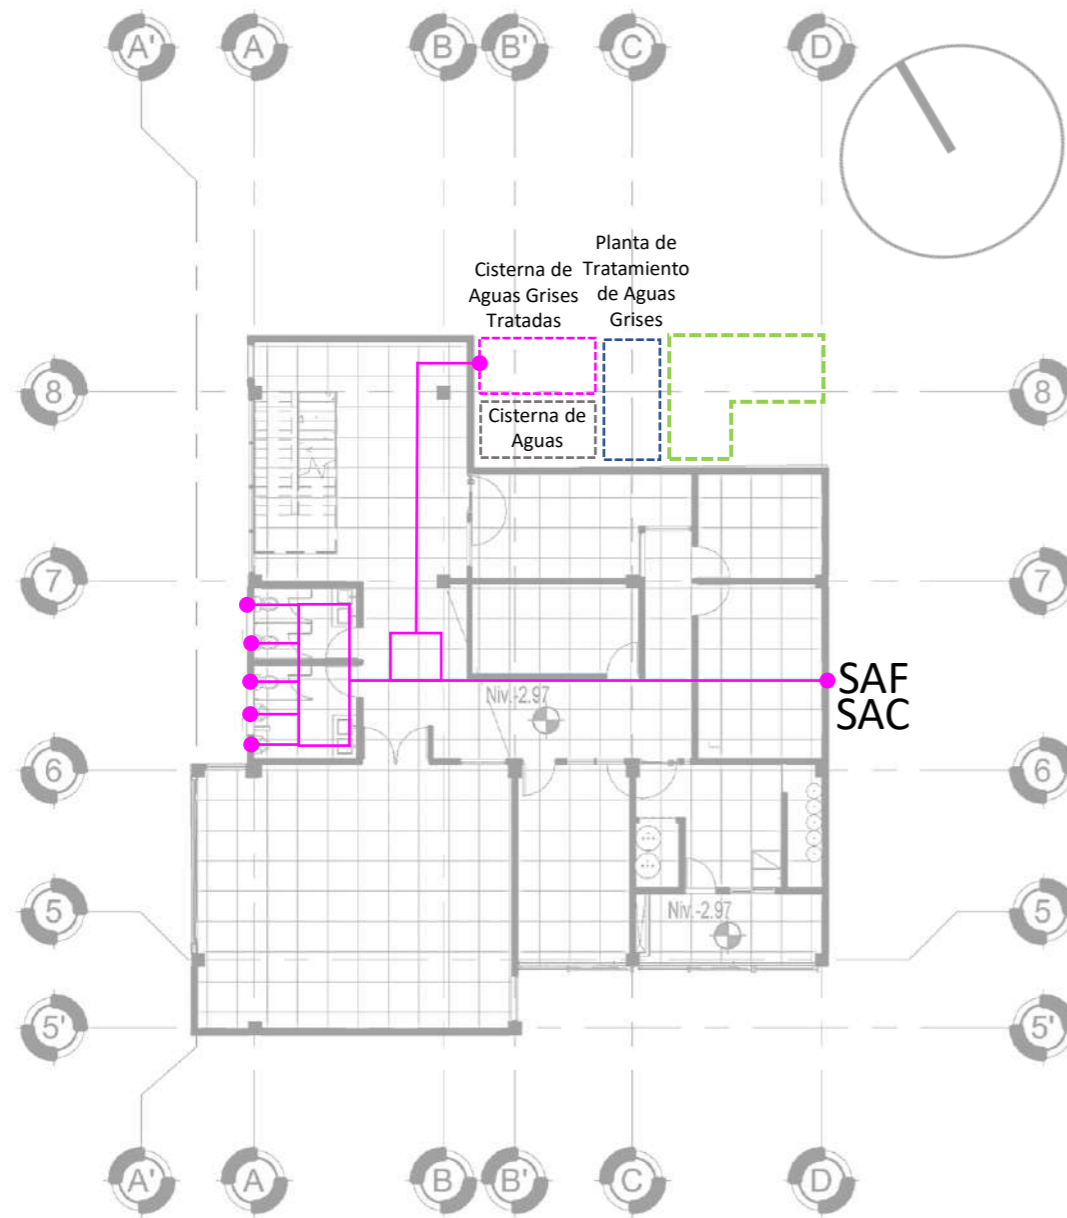 A' A B B' C D
Planta de
Tratamiento
de Aguas
Grises
Cisterna de
Aguas Grises
Tratadas
8 8
Cisterna de
Aguas
7 7
SAF
SAC
Niv.-2.97
6 6
5 Niv.-2.97 5
5' 5'
A' A B B' C D